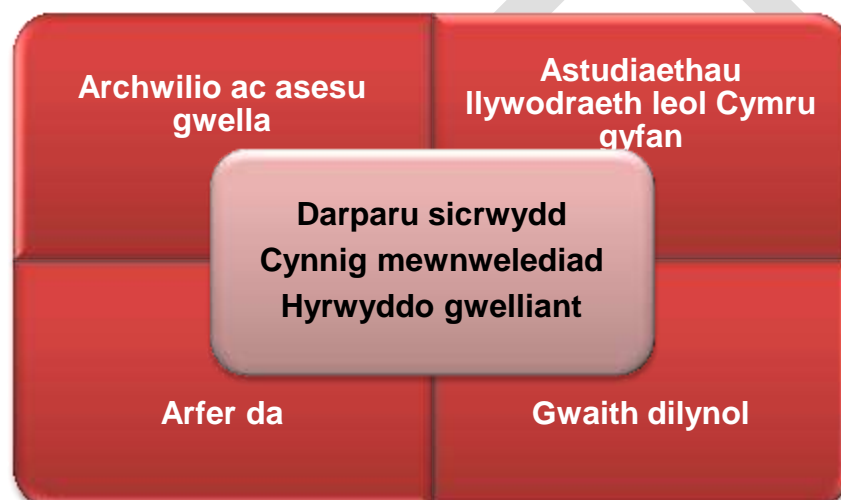 Archwilio ac asesu
gwella
Astudiaethau
llywodraeth leol Cymru
gyfan
Darparu sicrwydd
Cynnig mewnwelediad
Hyrwyddo gwelliant
Arfer da
Gwaith dilynol